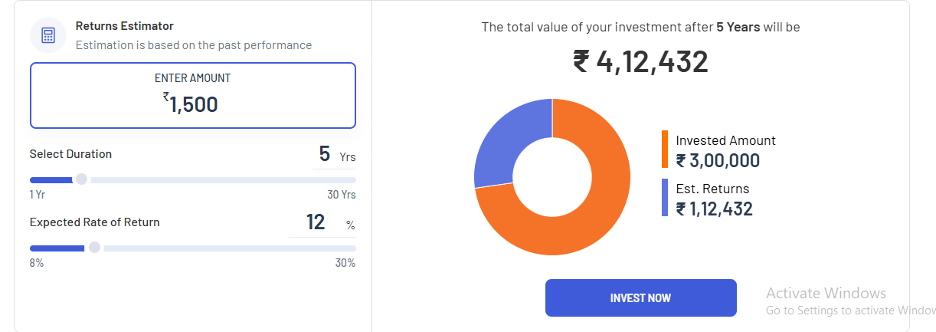 Returns Estimator
Estimation is based on the past performance
ENTER AMOUNT
₹1,500
Select Duration 5 Yrs
1 Yr 30 Yrs
Expected Rate of Return 12 %
8% 30%
The total value of your investment after 5 Years will be
₹ 4,12,432
Invested Amount
₹ 3,00,000
Est. Returns
₹ 1,12,432
INVEST NOW
Activate Windows
Go to Settings to activate Window